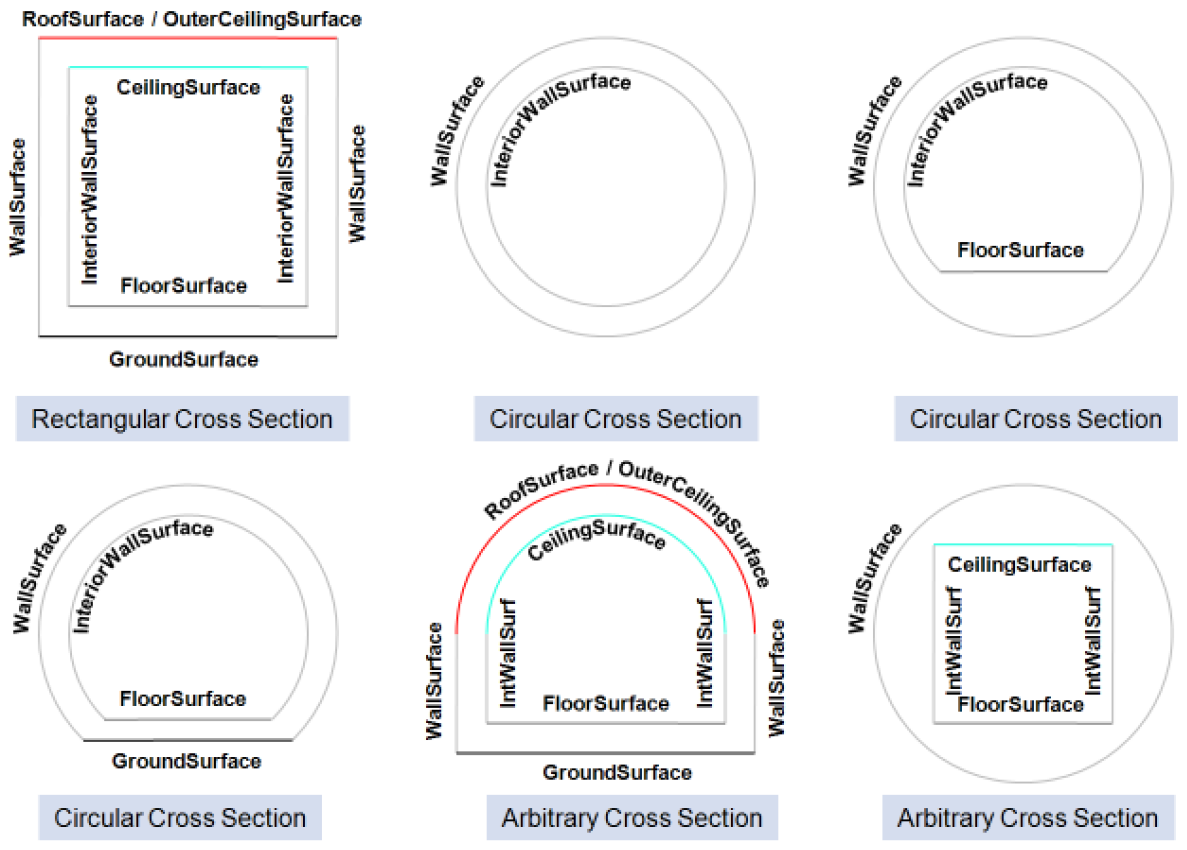 RoofSurface / OuterCeilingSurface
CeilingSurface
InteriorWallSurface
InteriorWallSurface
WallSurface
WallSurface
FloorSurface
GroundSurface
Rectangular Cross Section
WallSurface
InteriorWallSurface
Circular Cross Section
WallSurface
InteriorWallSurface
FloorSurface
Circular Cross Section
WallSurface
InteriorWallSurface
FloorSurface
GroundSurface
Circular Cross Section
RoofSurface / OuterCeilingSurface
CeilingSurface
IntWallSurf
IntWallSurf
WallSurface
WallSurface
FloorSurface
GroundSurface
Arbitrary Cross Section
WallSurface
CeilingSurface
IntWallSurf
IntWallSurf
FloorSurface
Arbitrary Cross Section